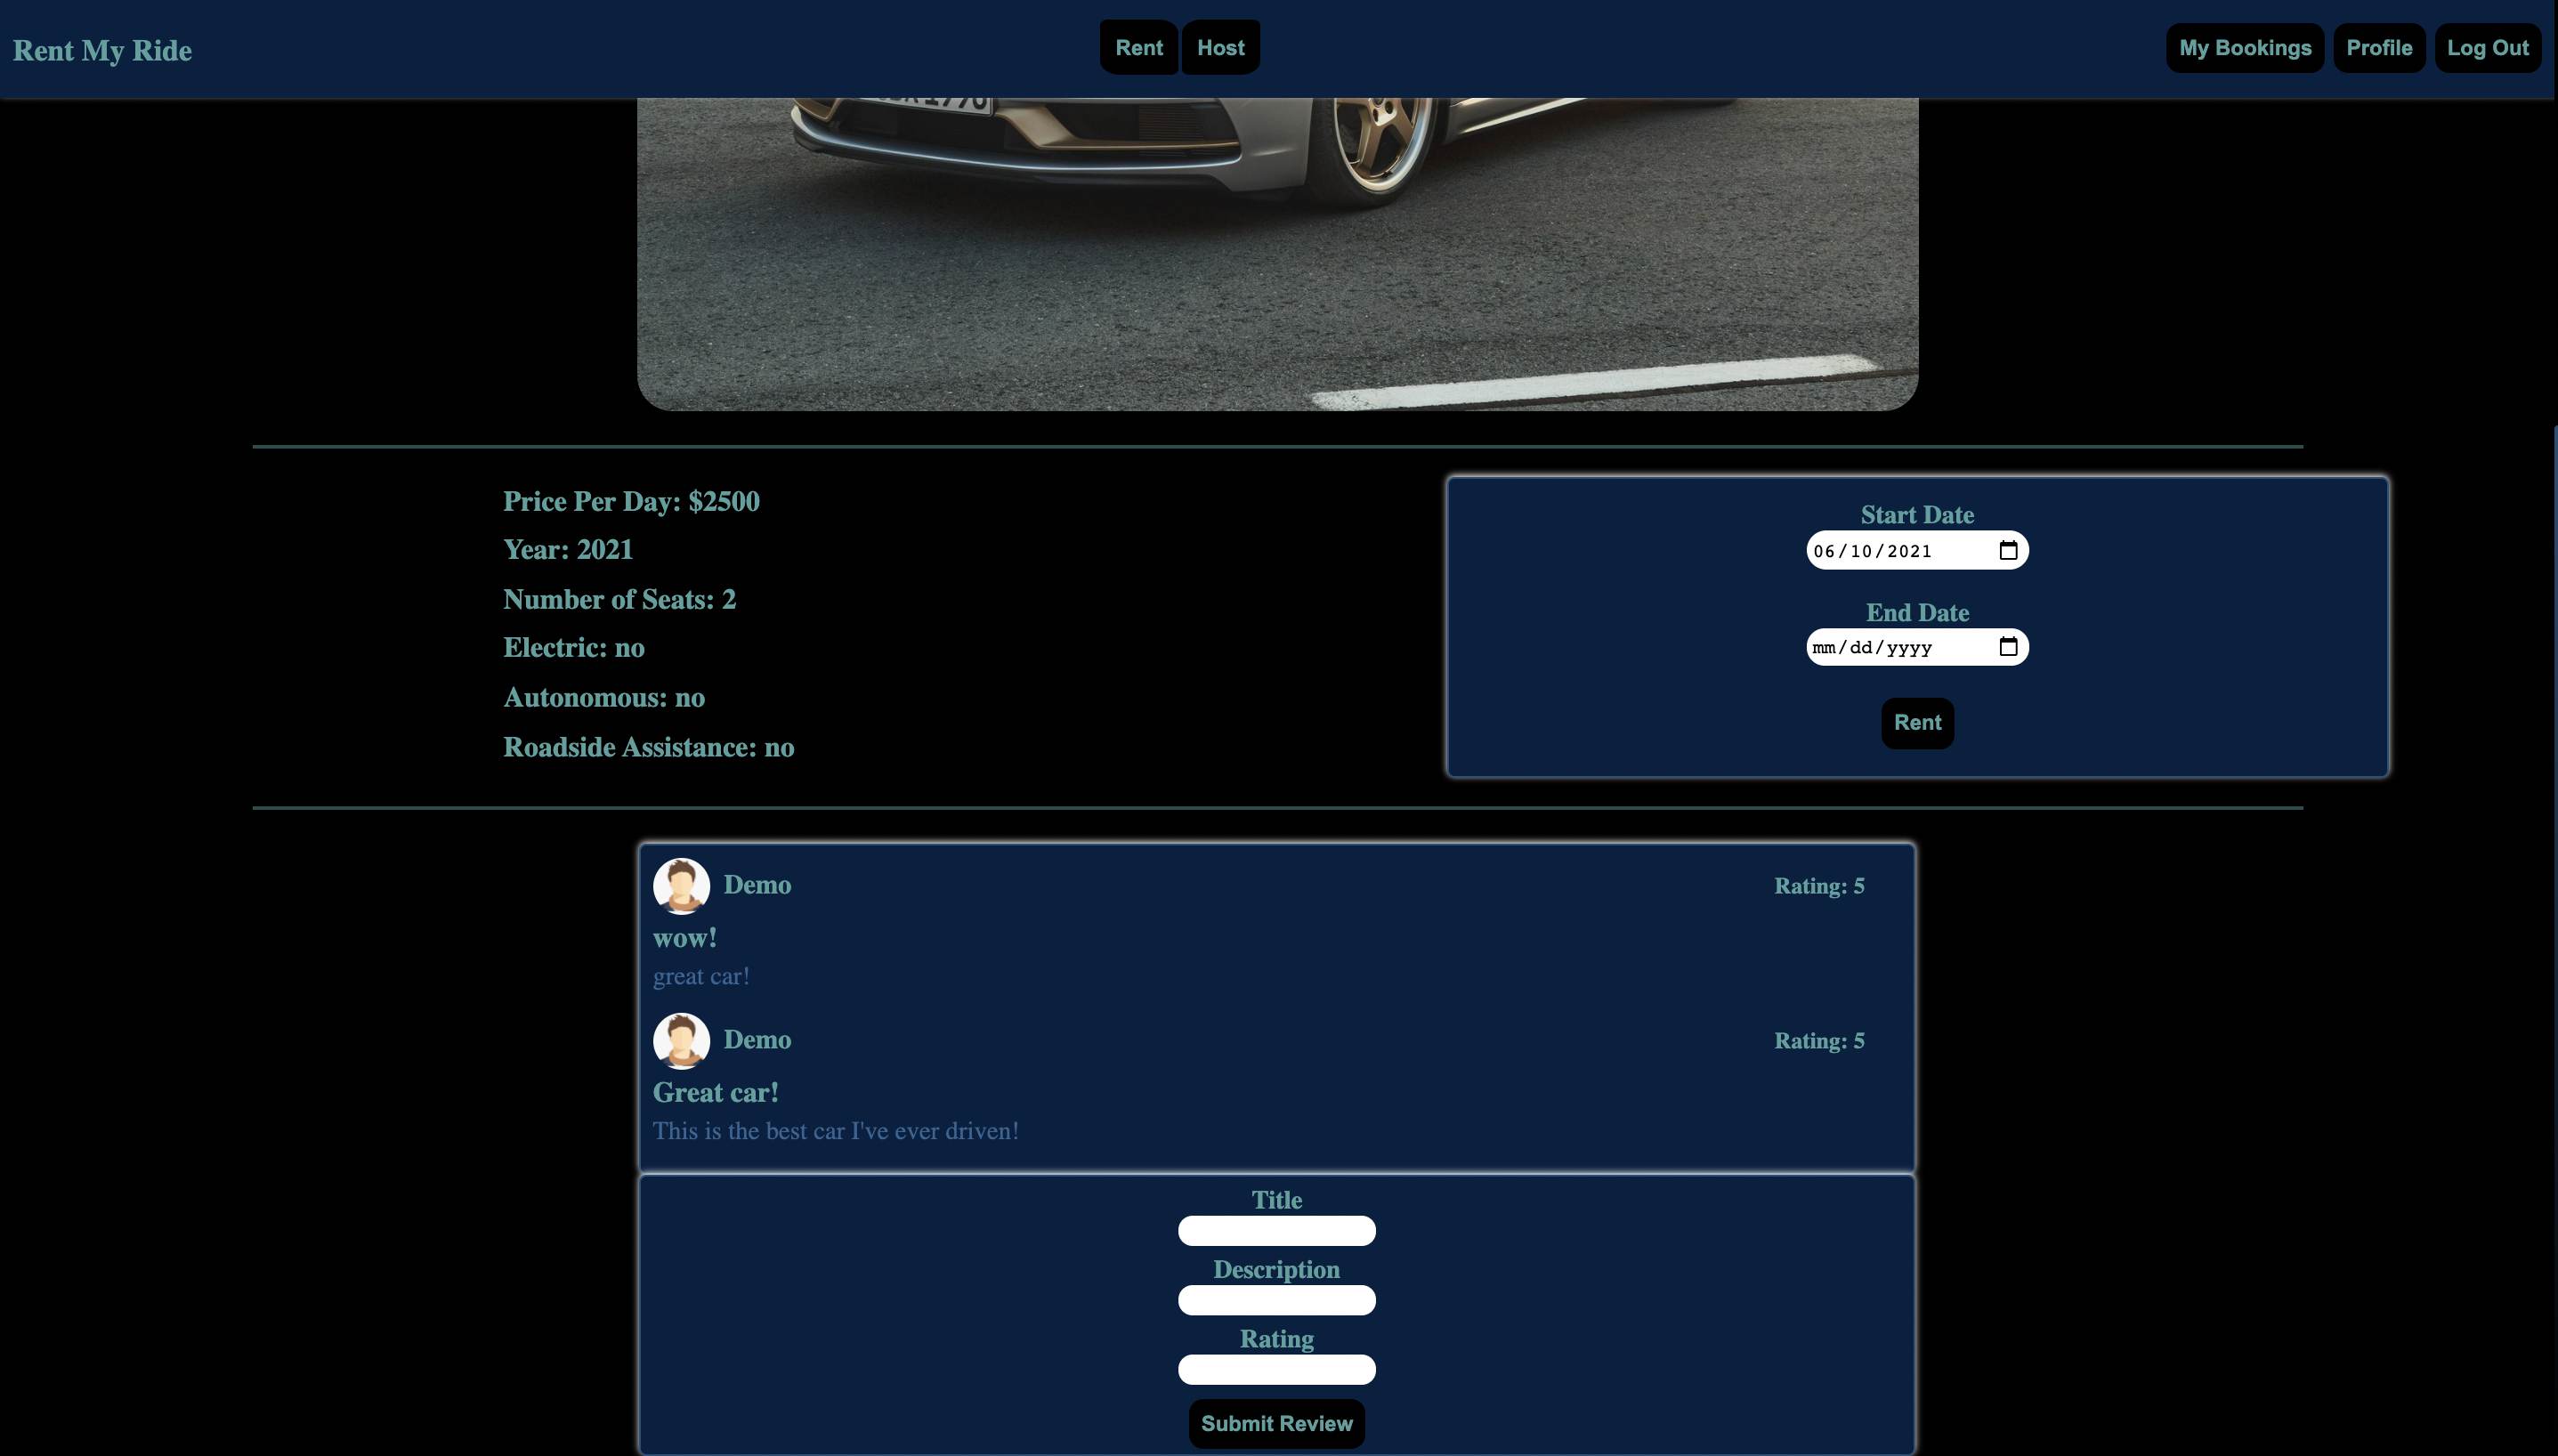 Rent My Ride
Rent Host
My Bookings Profile Log Out
Price Per Day: $2500
Year: 2021
Number of Seats: 2
Electric: no
Autonomous: no
Roadside Assistance: no
Start Date
06/10/2021
End Date
mm/dd/yyyy
Rent
Demo Rating: 5
wow!
great car!
Demo Rating: 5
Great car!
This is the best car I've ever driven!
Title
Description
Rating
Submit Review